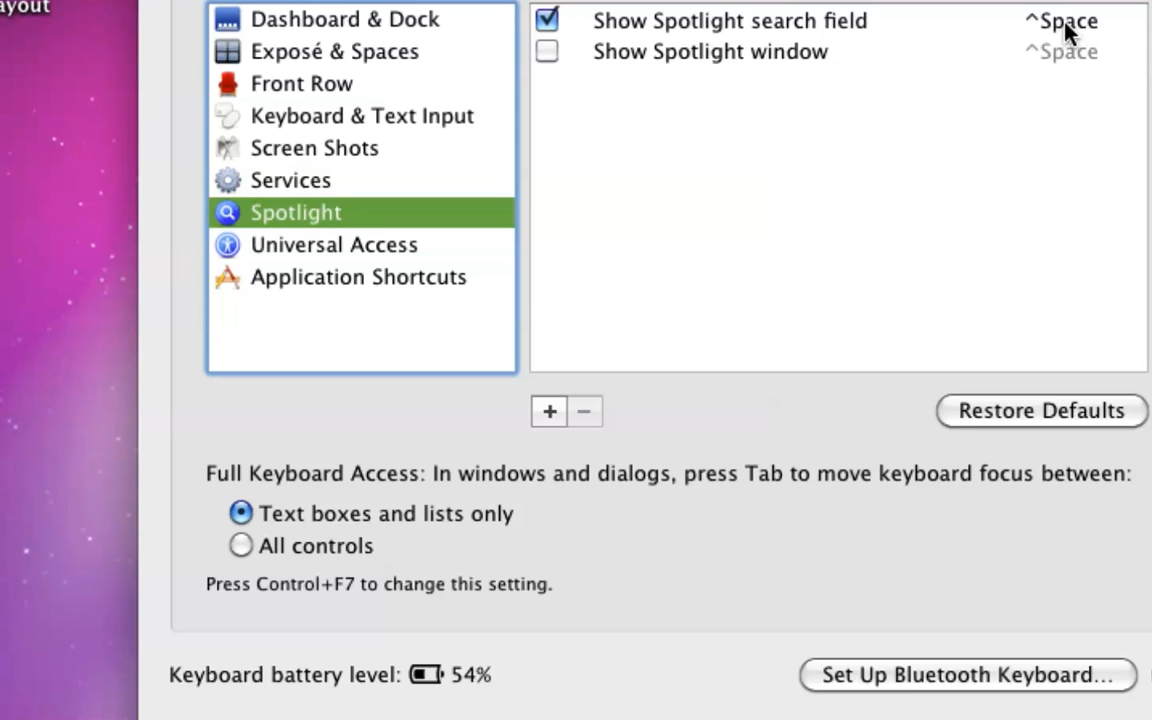 ayout
Dashboard & Dock
Exposé & Spaces
Front Row
Keyboard & Text Input
Screen Shots
Services
Spotlight
Universal Access
Application Shortcuts
Show Spotlight search field ^Space
Show Spotlight window ^Space
+ −
Restore Defaults
Full Keyboard Access: In windows and dialogs, press Tab to move keyboard focus between:
Text boxes and lists only
All controls
Press Control+F7 to change this setting.
Keyboard battery level: 54%
Set Up Bluetooth Keyboard...